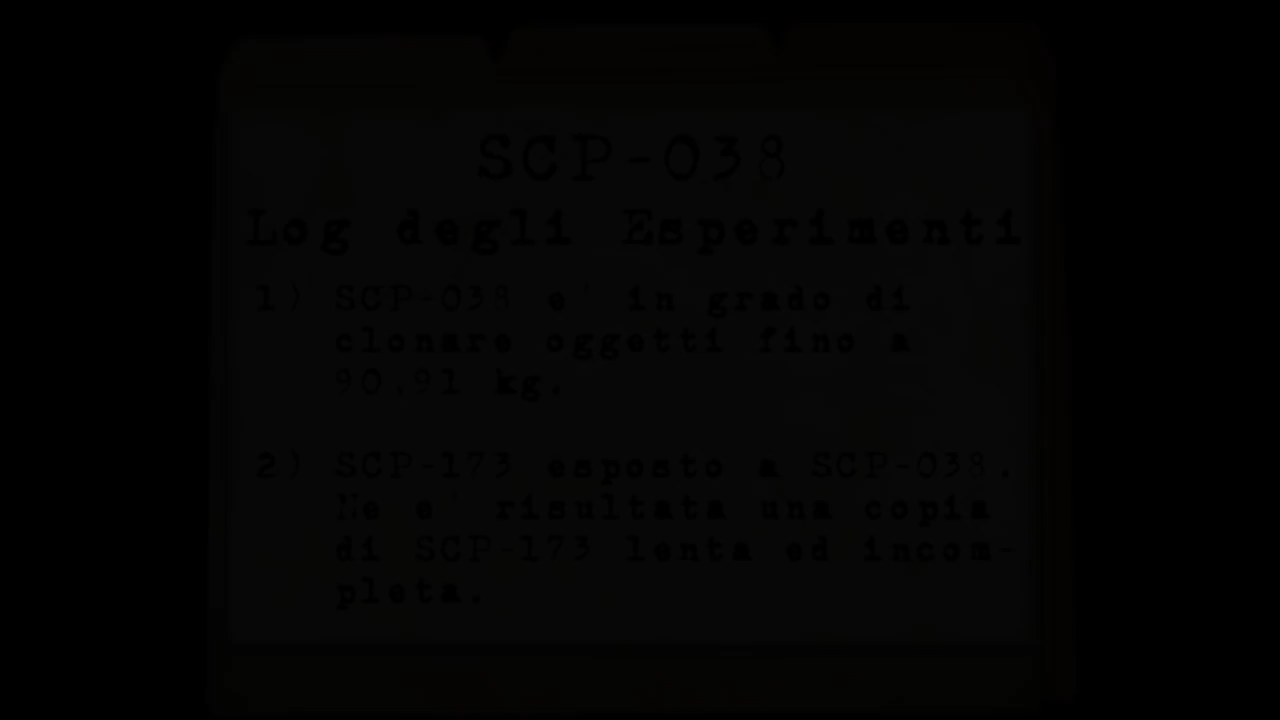 SCP-038
Log degli Esperimenti
1) SCP-038 e' in grado di
clonare oggetti fino a
90.91 kg.
2) SCP-173 esposto a SCP-038.
Ne e' risultata una copia
di SCP-173 lenta ed incom-
pleta.